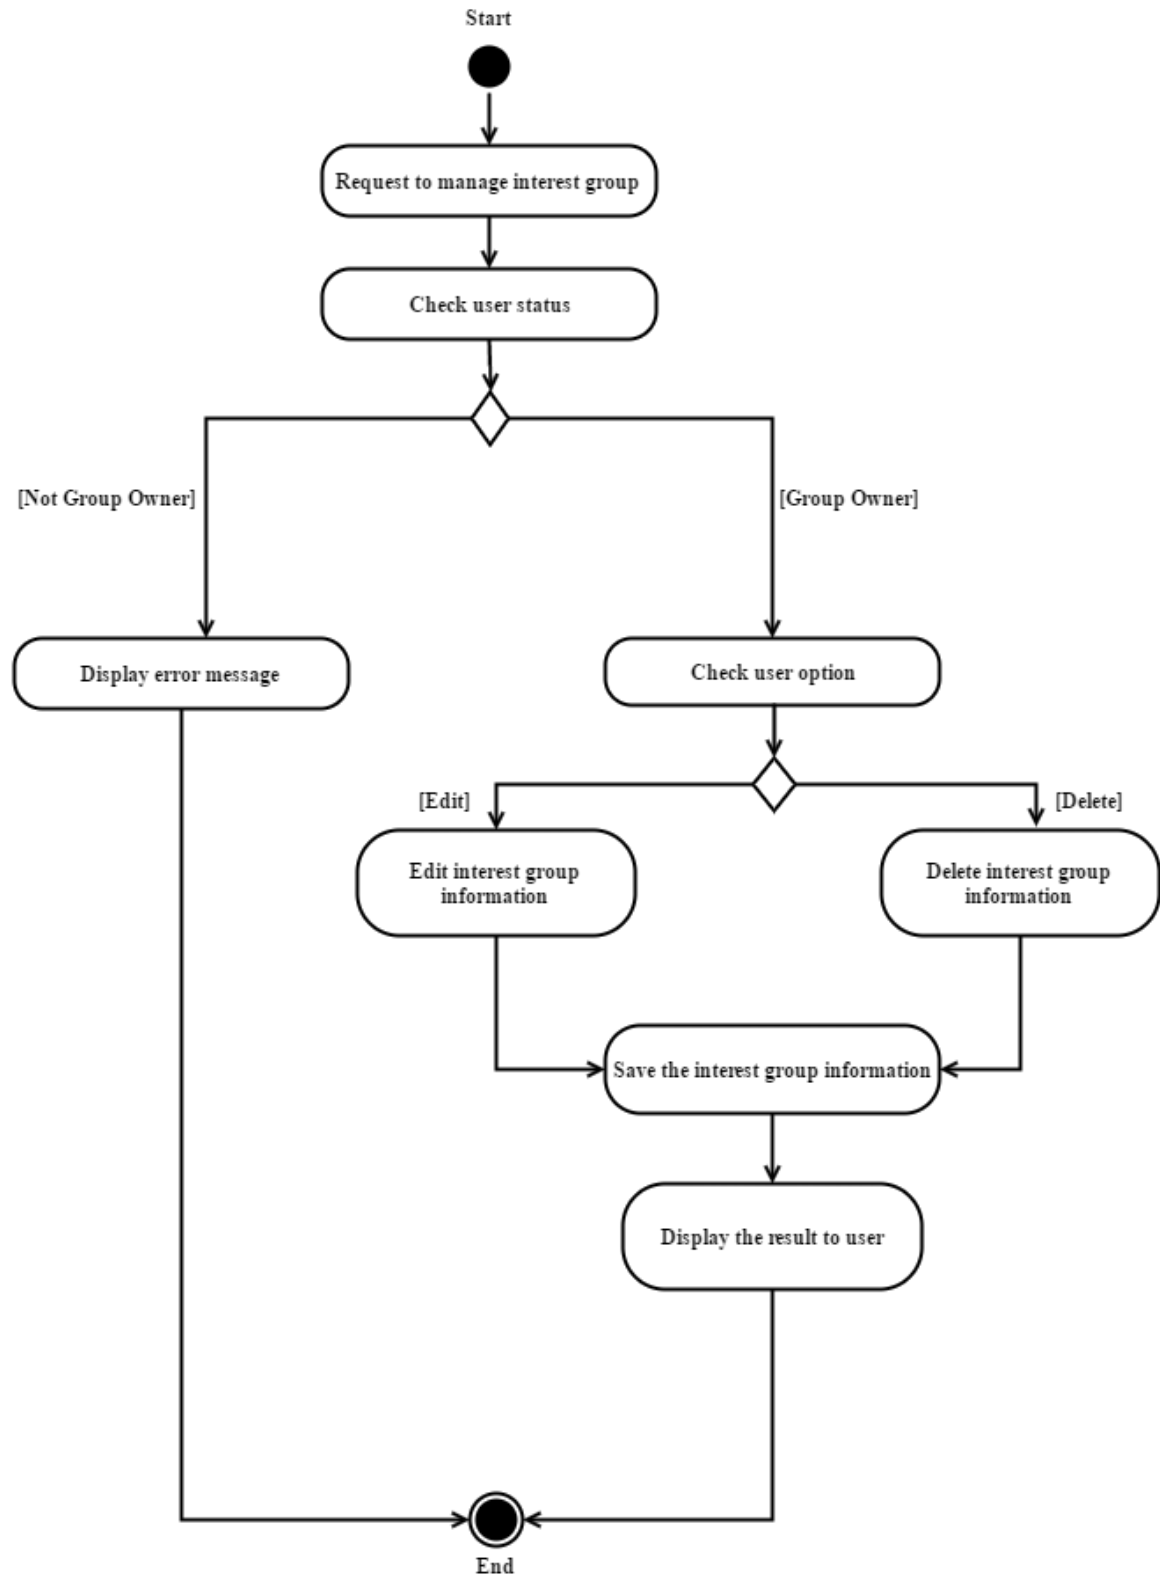 Start
Request to manage interest group
Check user status
[Not Group Owner]
[Group Owner]
Display error message
Check user option
[Edit]
[Delete]
Edit interest group
information
Delete interest group
information
Save the interest group information
Display the result to user
End